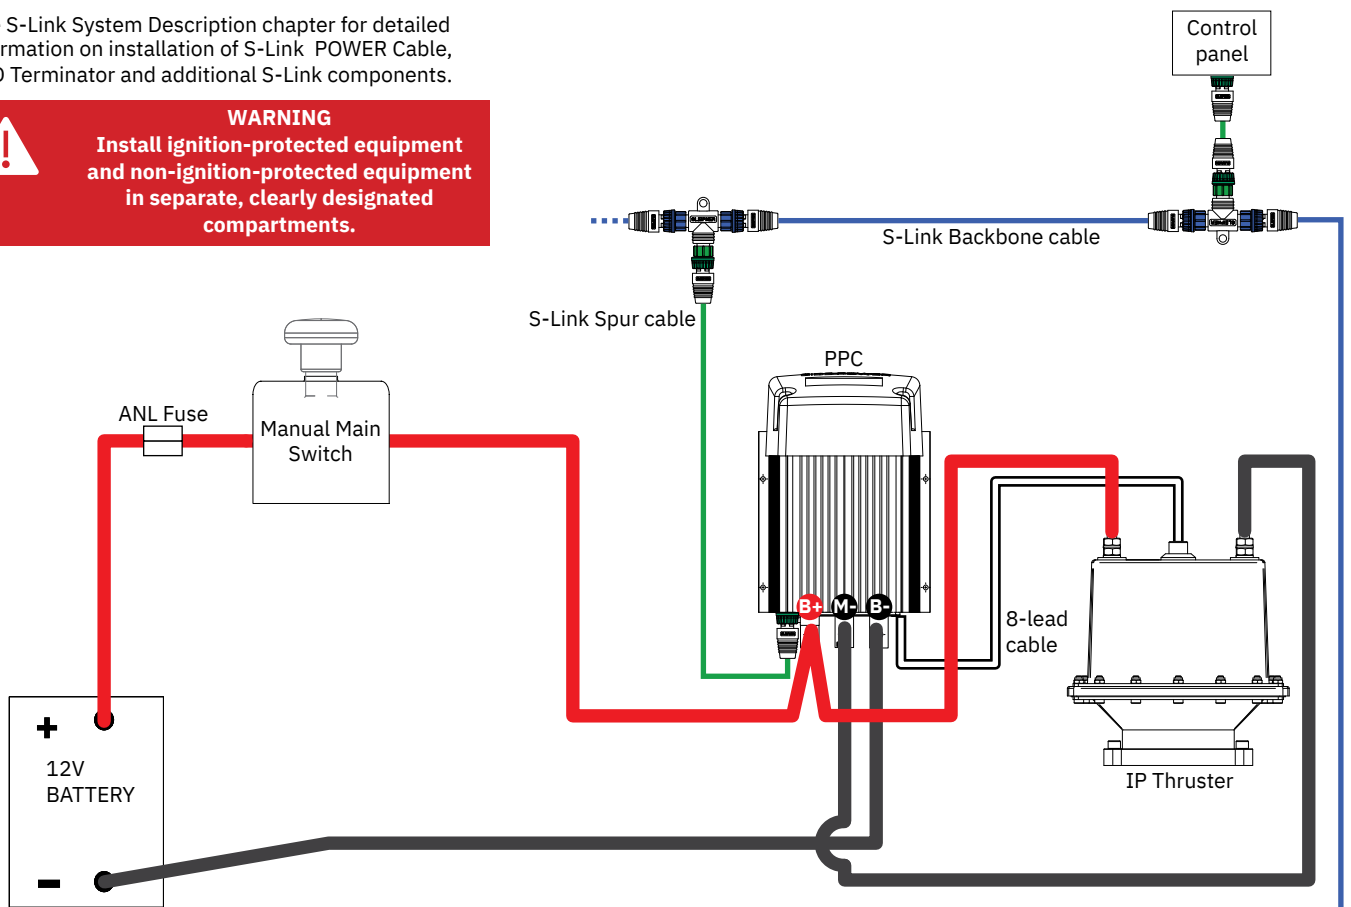 S-Link System Description chapter for detailed
rmation on installation of S-Link POWER Cable,
Terminator and additional S-Link components.
WARNING
Install ignition-protected equipment
and non-ignition-protected equipment
in separate, clearly designated
compartments.
Control
panel
S-Link Backbone cable
S-Link Spur cable
PPC
ANL Fuse
Manual Main
Switch
B+ M- B-
8-lead
cable
+
12V
BATTERY
-
IP Thruster